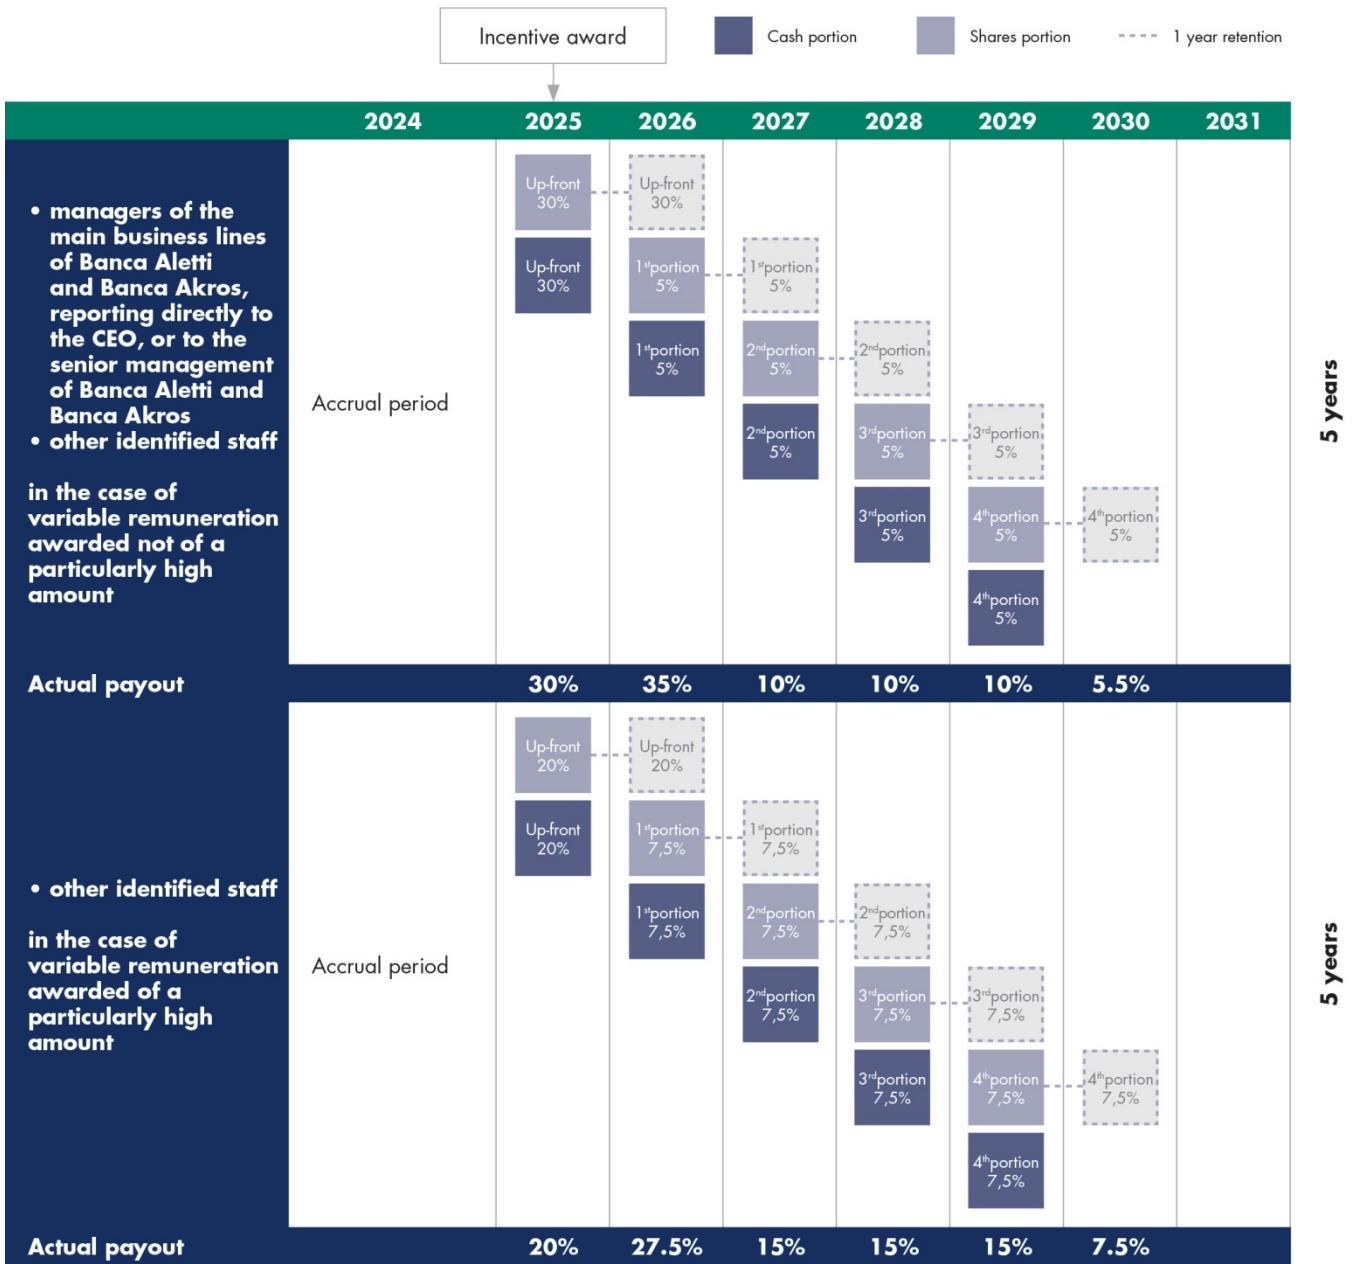 Incentive award
Cash portion
Shares portion
1 year retention
2024 2025 2026 2027 2028 2029 2030 2031
• managers of the
main business lines
of Banca Aletti
and Banca Akros,
reporting directly to
the CEO, or to the
senior management
of Banca Aletti and
Banca Akros
• other identified staff
in the case of
variable remuneration
awarded not of a
particularly high
amount
Accrual period
Up-front
30%
Up-front
30%
Up-front
30%
1st portion
5%
1st portion
5%
1st portion
5%
2nd portion
5%
2nd portion
5%
2nd portion
5%
3rd portion
5%
3rd portion
5%
3rd portion
5%
4th portion
5%
4th portion
5%
4th portion
5%
5 years
Actual payout 30% 35% 10% 10% 10% 5.5%
• other identified staff
in the case of
variable remuneration
awarded of a
particularly high
amount
Accrual period
Up-front
20%
Up-front
20%
Up-front
20%
1st portion
7,5%
1st portion
7,5%
1st portion
7,5%
2nd portion
7,5%
2nd portion
7,5%
2nd portion
7,5%
3rd portion
7,5%
3rd portion
7,5%
3rd portion
7,5%
4th portion
7,5%
4th portion
7,5%
4th portion
7,5%
5 years
Actual payout 20% 27.5% 15% 15% 15% 7.5%